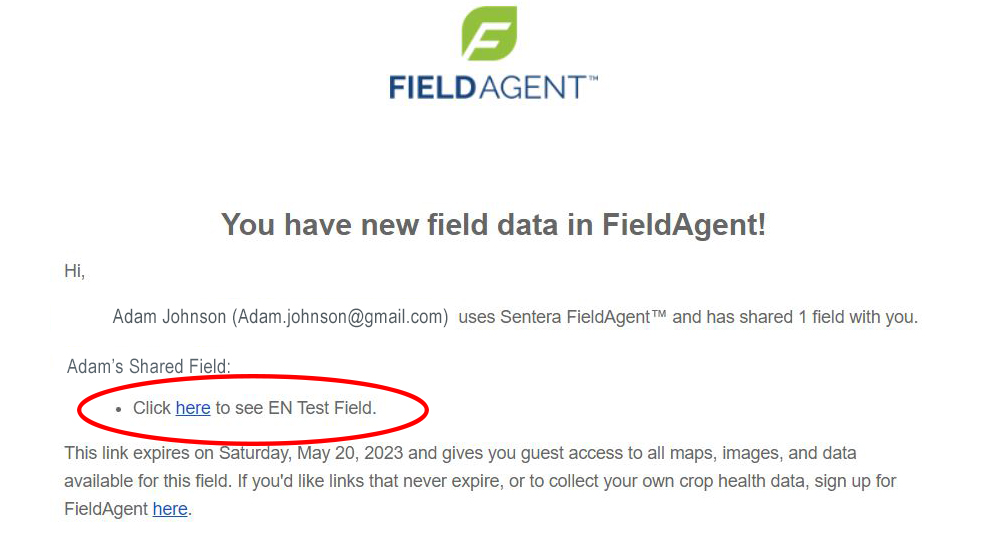 F
FIELDAGENT™
You have new field data in FieldAgent!
Hi,
Adam Johnson (Adam.johnson@gmail.com) uses Sentera FieldAgent™ and has shared 1 field with you.
Adam's Shared Field:
• Click here to see EN Test Field.
This link expires on Saturday, May 20, 2023 and gives you guest access to all maps, images, and data
available for this field. If you'd like links that never expire, or to collect your own crop health data, sign up for
FieldAgent here.